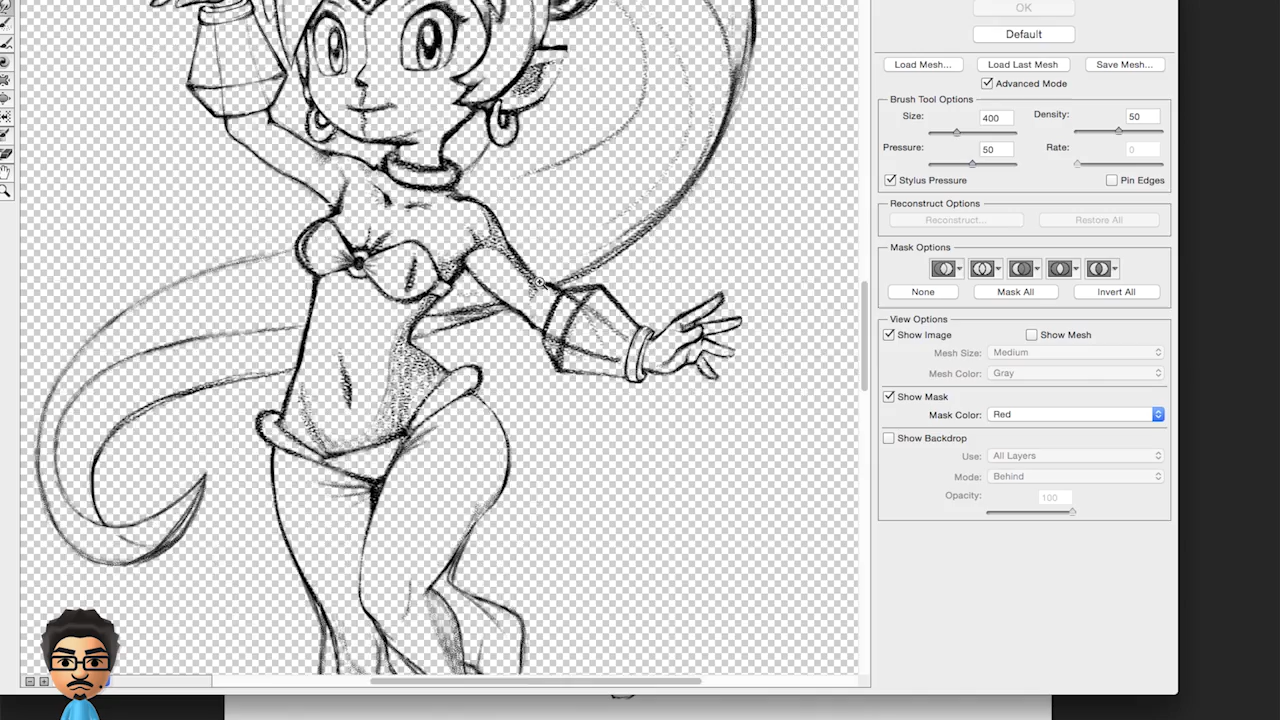 OK
Default
Load Mesh... Load Last Mesh Save Mesh...
Advanced Mode
Brush Tool Options
Size: 400 Density: 50
Pressure: 50 Rate: 0
Stylus Pressure Pin Edges
Reconstruct Options
Reconstruct... Restore All
Mask Options
None Mask All Invert All
View Options
Show Image Show Mesh
Mesh Size: Medium
Mesh Color: Gray
Show Mask
Mask Color: Red
Show Backdrop
Use: All Layers
Mode: Behind
Opacity: 100